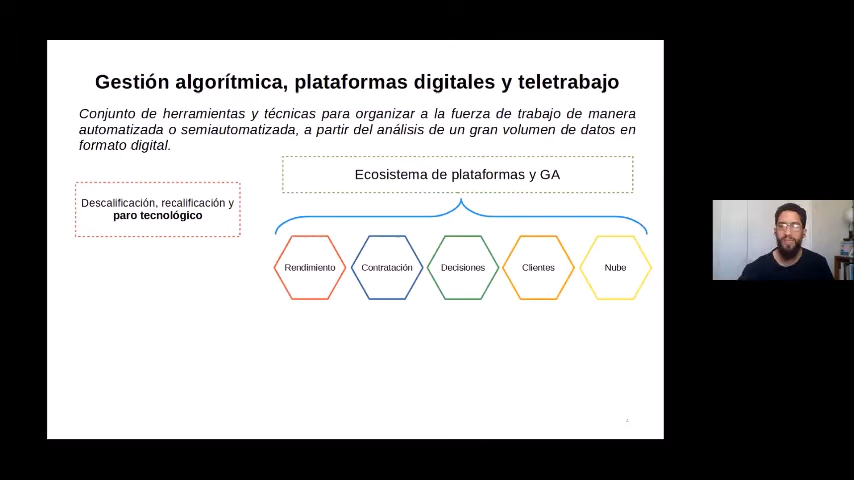 Gestión algorítmica, plataformas digitales y teletrabajo
Conjunto de herramientas y técnicas para organizar a la fuerza de trabajo de manera
automatizada o semiautomatizada, a partir del análisis de un gran volumen de datos en
formato digital.
Ecosistema de plataformas y GA
Descalificación, recalificación y
paro tecnológico
Rendimiento
Contratación
Decisiones
Clientes
Nube